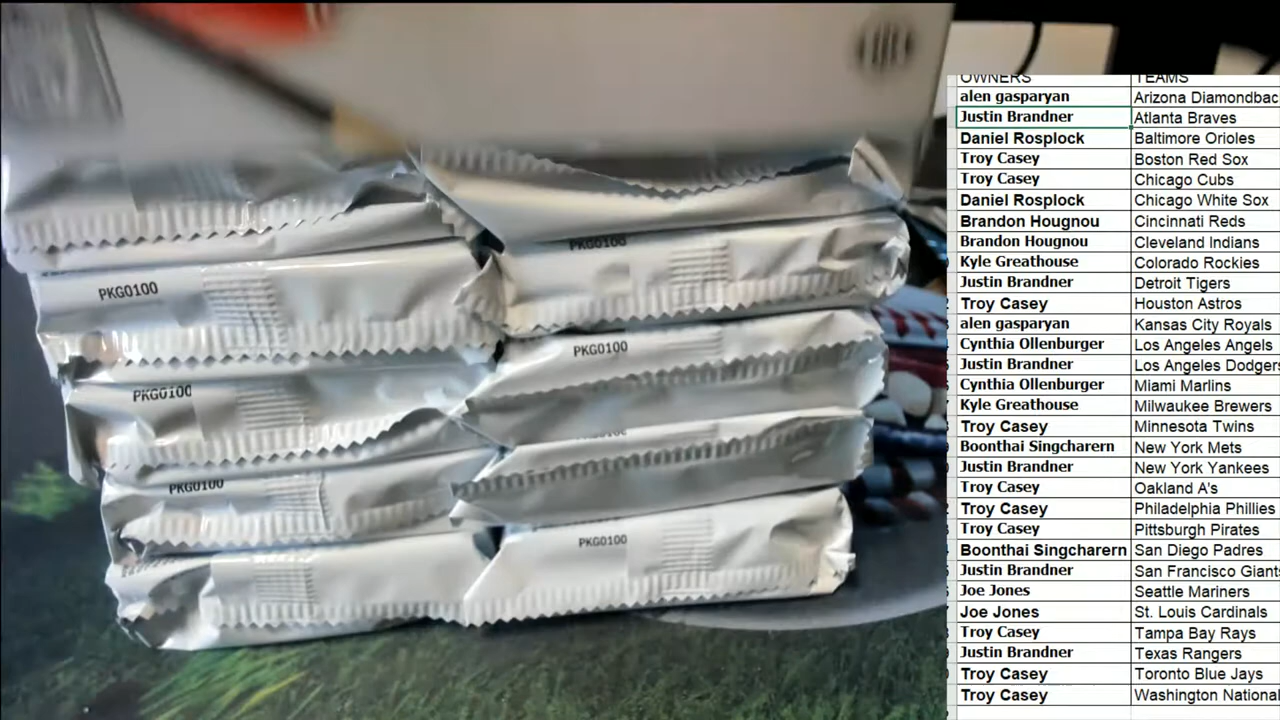 OWNERS TEAMS
alen gasparyan Arizona Diamondbac
Justin Brandner Atlanta Braves
Daniel Rosplock Baltimore Orioles
Troy Casey Boston Red Sox
Troy Casey Chicago Cubs
Daniel Rosplock Chicago White Sox
Brandon Hougnou Cincinnati Reds
Brandon Hougnou Cleveland Indians
Kyle Greathouse Colorado Rockies
Justin Brandner Detroit Tigers
Troy Casey Houston Astros
alen gasparyan Kansas City Royals
Cynthia Ollenburger Los Angeles Angels
Justin Brandner Los Angeles Dodgers
Cynthia Ollenburger Miami Marlins
Kyle Greathouse Milwaukee Brewers
Troy Casey Minnesota Twins
Boonthai Singcharern New York Mets
Justin Brandner New York Yankees
Troy Casey Oakland A's
Troy Casey Philadelphia Phillies
Troy Casey Pittsburgh Pirates
Boonthai Singcharern San Diego Padres
Justin Brandner San Francisco Giants
Joe Jones Seattle Mariners
Joe Jones St. Louis Cardinals
Troy Casey Tampa Bay Rays
Justin Brandner Texas Rangers
Troy Casey Toronto Blue Jays
Troy Casey Washington National
PKG0100
PKG0100
PKG0100
PKG0100
PKG0100
PKG0100